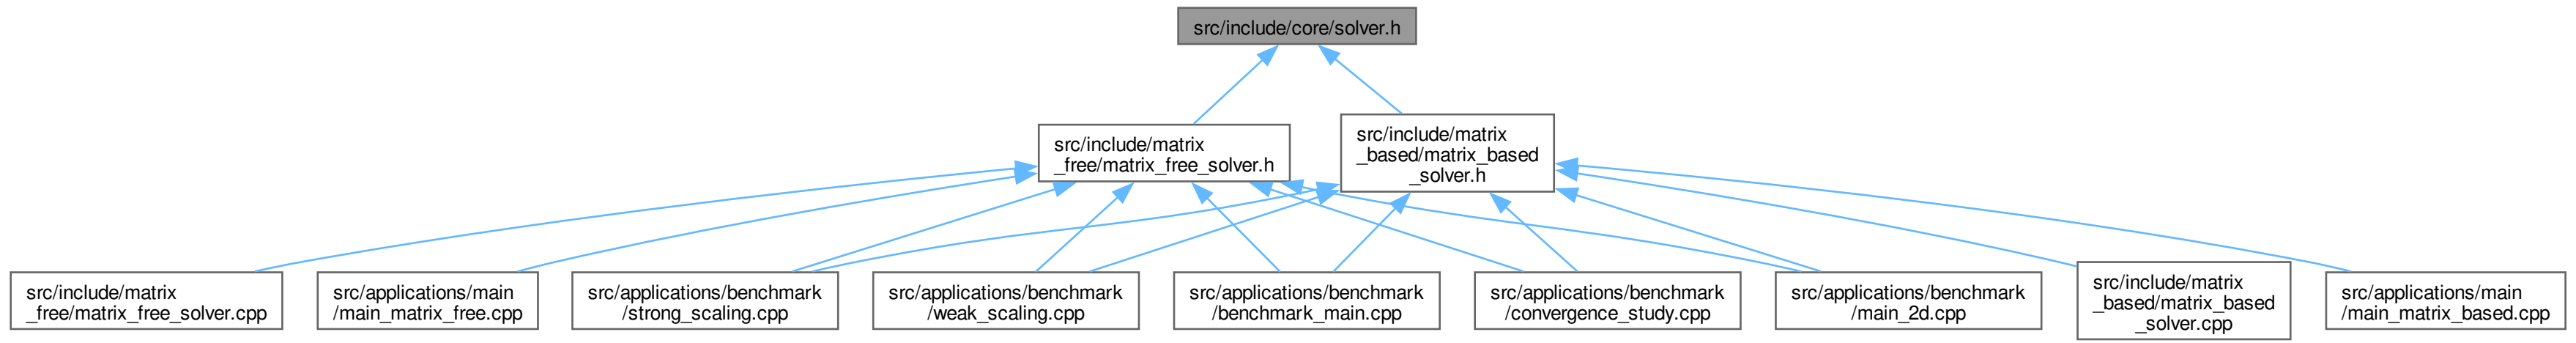 src/include/core/solver.h
src/include/matrix
_free/matrix_free_solver.h
src/include/matrix
_based/matrix_based
_solver.h
src/include/matrix
_free/matrix_free_solver.cpp
src/applications/main
/main_matrix_free.cpp
src/applications/benchmark
/strong_scaling.cpp
src/applications/benchmark
/weak_scaling.cpp
src/applications/benchmark
/benchmark_main.cpp
src/applications/benchmark
/convergence_study.cpp
src/applications/benchmark
/main_2d.cpp
src/include/matrix
_based/matrix_based
_solver.cpp
src/applications/main
/main_matrix_based.cpp